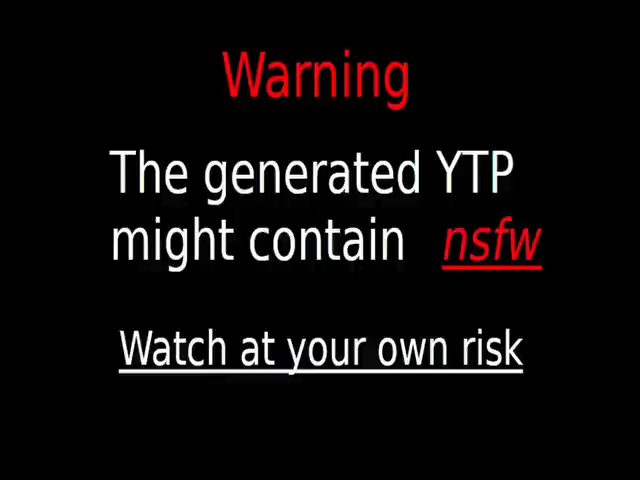 Warning
The generated YTP
might contain nsfw
Watch at your own risk